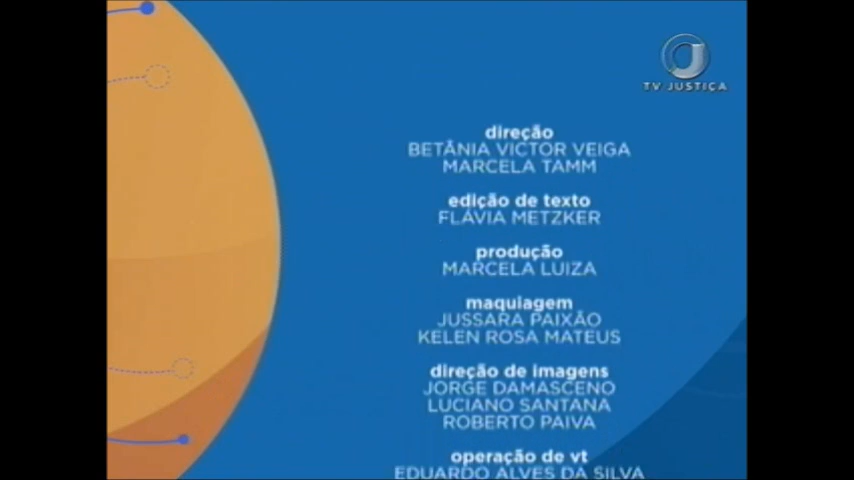 TV JUSTIÇA
direção
BETÂNIA VICTOR VEIGA
MARCELA TAMM
edição de texto
FLÁVIA METZKER
produção
MARCELA LUIZA
maquiagem
JUSSARA PAIXÃO
KELEN ROSA MATEUS
direção de imagens
JORGE DAMASCENO
LUCIANO SANTANA
ROBERTO PAIVA
operação de vt
EDUARDO ALVES DA SILVA